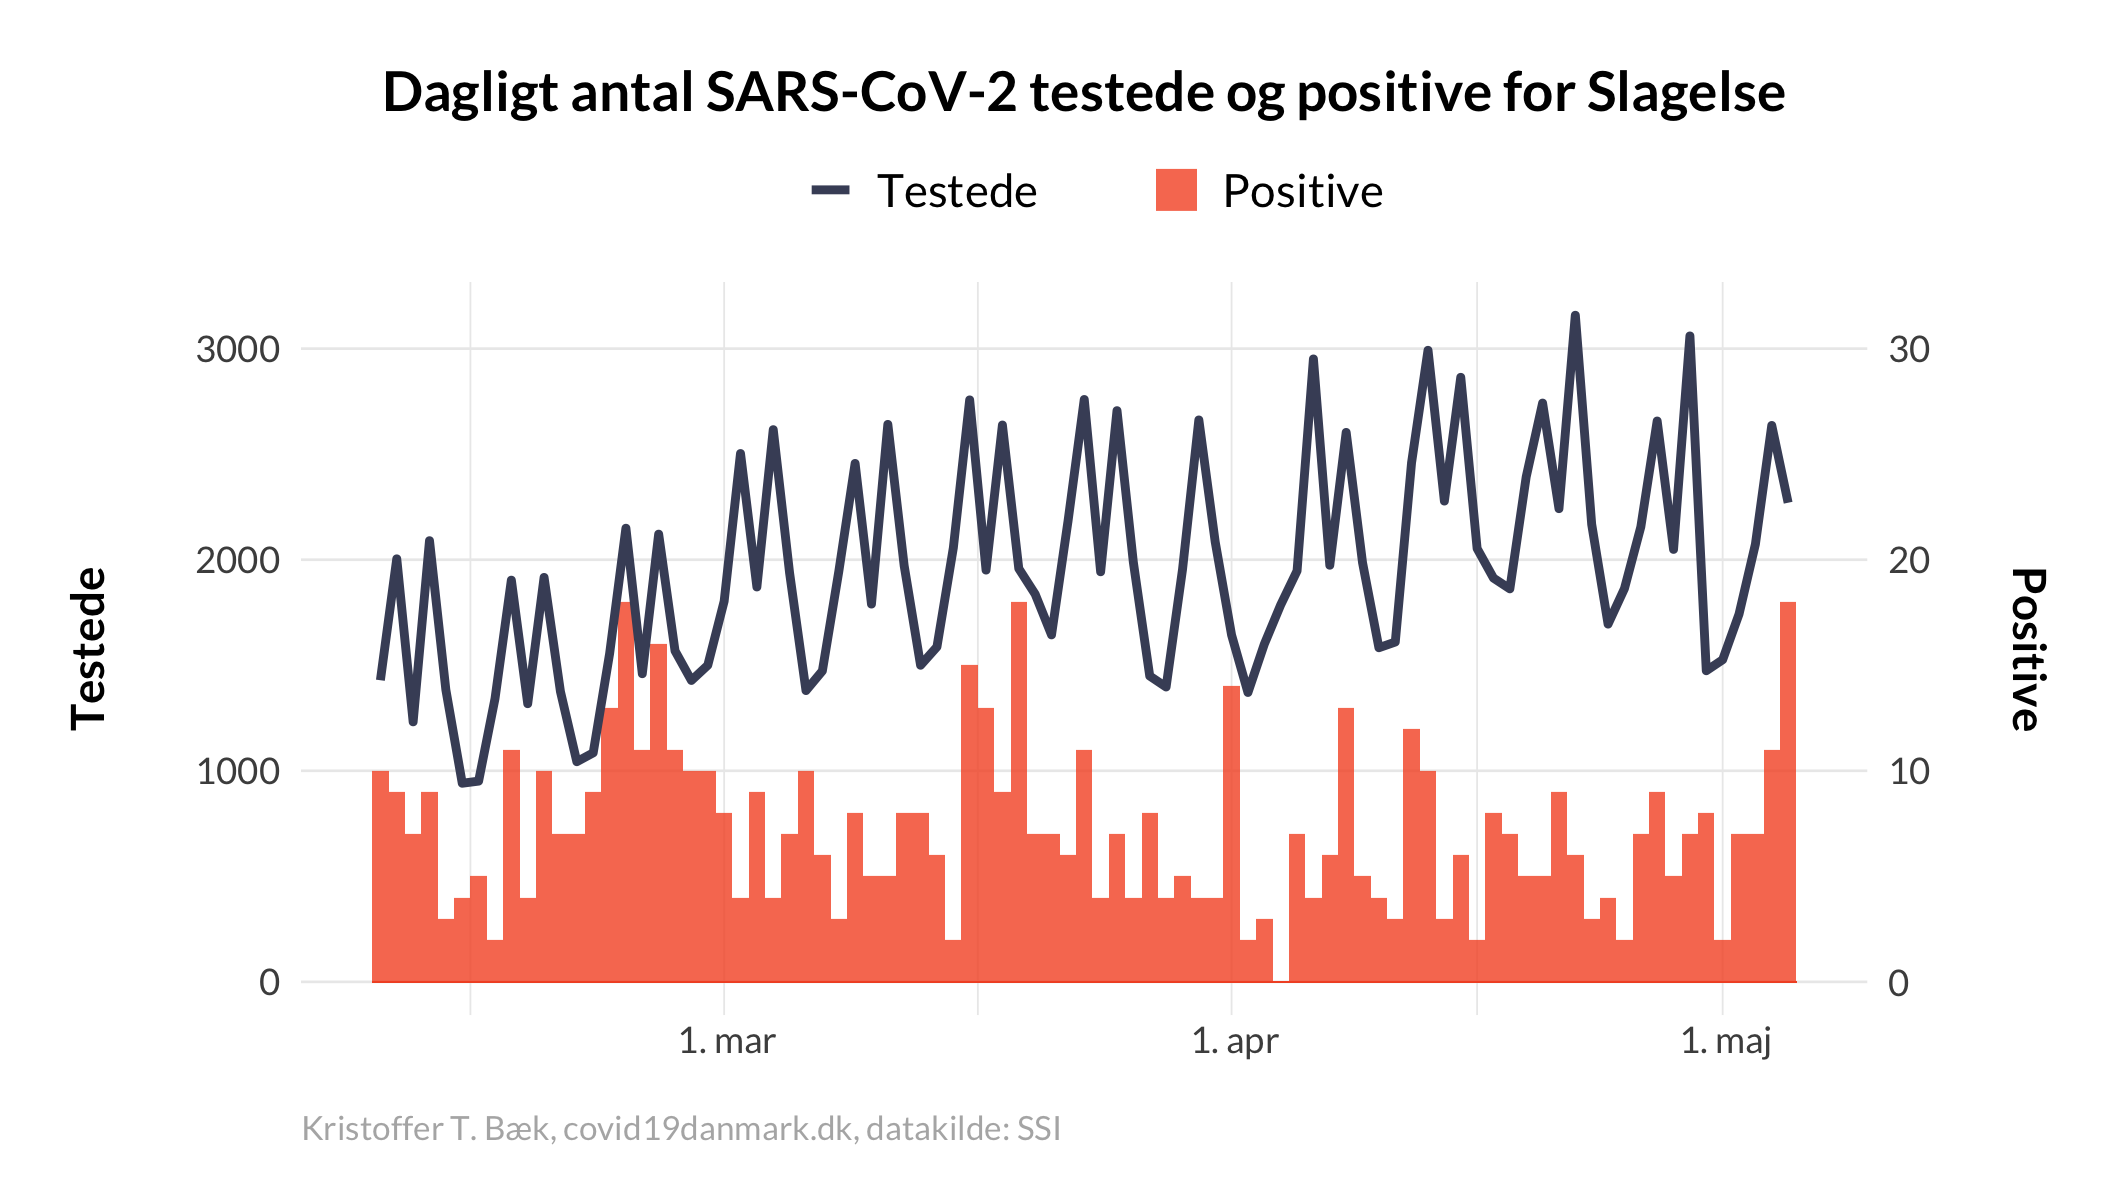 Dagligt antal SARS-CoV-2 testede og positive for Slagelse
Testede Positive
3000 30
2000 20
Testede Positive
1000 10
0 0
1. mar 1. apr 1. maj
Kristoffer T. Bæk, covid19danmark.dk, datakilde: SSI